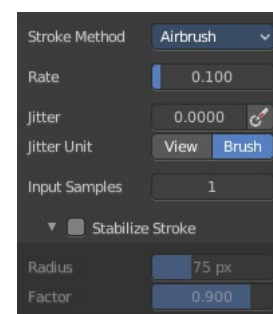 Stroke Method Airbrush
Rate 0.100
Jitter 0.0000
Jitter Unit View Brush
Input Samples 1
Stabilize Stroke
Radius 75 px
Factor 0.900